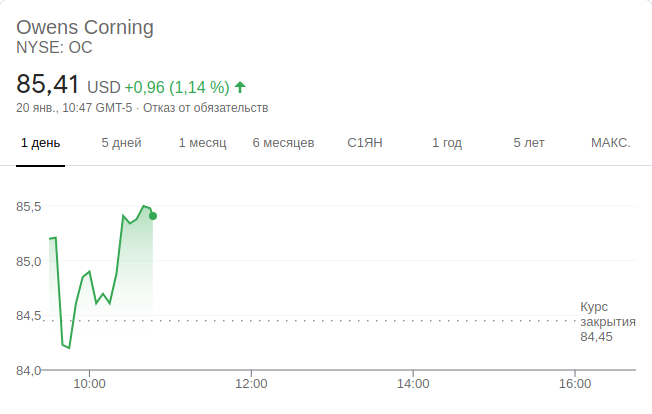 Owens Corning
NYSE: OC
85,41 USD +0,96 (1,14 %)
20 янв., 10:47 GMT-5 · Отказ от обязательств
1 день 5 дней 1 месяц 6 месяцев С1ЯН 1 год 5 лет МАКС.
85,5
85,0
84,5
84,0
Курс
закрытия
84,45
10:00 12:00 14:00 16:00